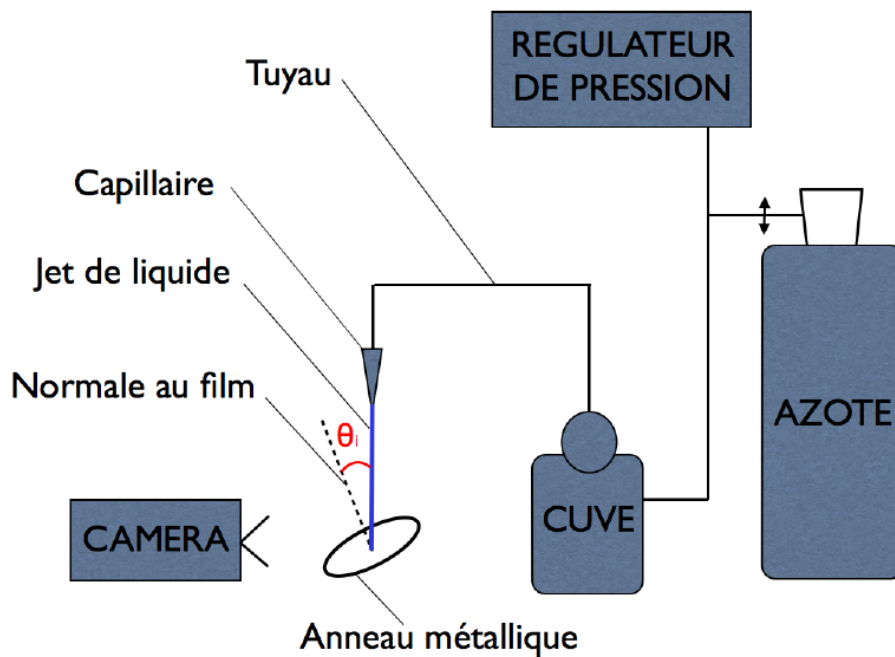 REGULATEUR
DE PRESSION
Tuyau
Capillaire
Jet de liquide
Normale au film
θi
AZOTE
CAMERA
CUVE
Anneau métallique